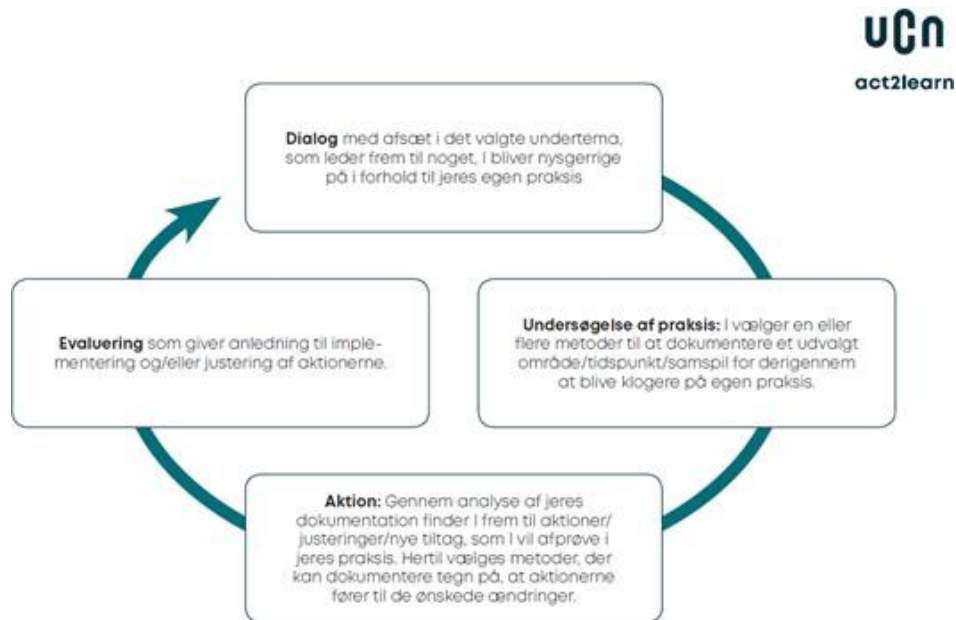 ucn
act2learn
Dialog med afsæt i det valgte undertema,
som leder frem til noget, I bliver nysgerrige
på i forhold til jeres egen praksis
Undersøgelse af praksis: I vælger en eller
flere metoder til at dokumentere et udvalgt
område/tidspunkt/samspil for derigennem
at blive klogere på egen praksis.
Aktion: Gennem analyse af jeres
dokumentation finder I frem til aktioner/
justeringer/nye tiltag, som I vil afprøve i
jeres praksis. Hertil vælges metoder, der
kan dokumentere tegn på, at aktionerne
fører til de ønskede ændringer.
Evaluering som giver anledning til imple-
mentering og/eller justering af aktionerne.